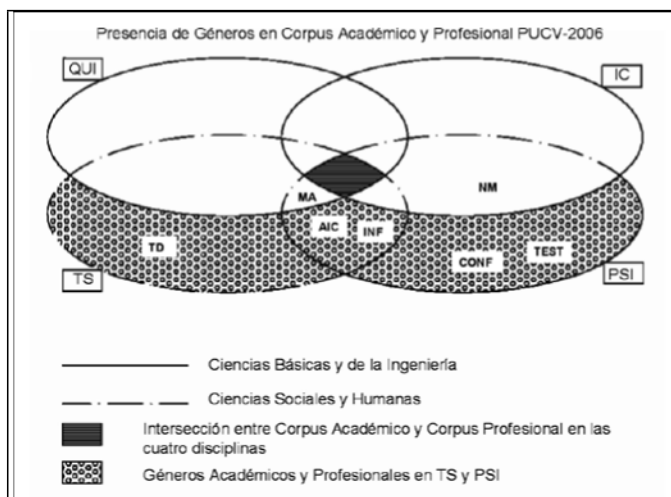 Presencia de Géneros en Corpus Académico y Profesional PUCV-2006
QUI
IC
MA
NM
AIC
INF
TD
CONF
TEST
TS
PSI
Ciencias Básicas y de la Ingeniería
Ciencias Sociales y Humanas
Intersección entre Corpus Académico y Corpus Profesional en las
cuatro disciplinas
Géneros Académicos y Profesionales en TS y PSI